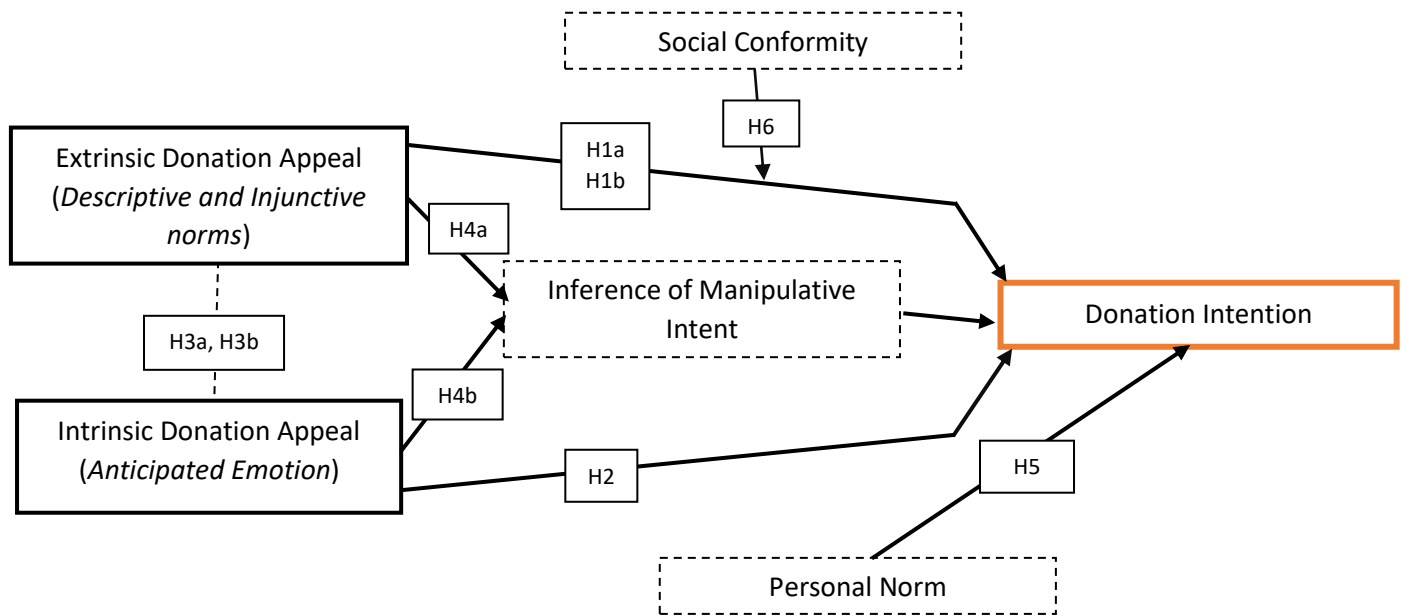 Social Conformity
H6
Extrinsic Donation Appeal
(Descriptive and Injunctive
norms)
H1a
H1b
H4a
Inference of Manipulative
Intent
Donation Intention
H3a, H3b
H4b
Intrinsic Donation Appeal
(Anticipated Emotion)
H2
H5
Personal Norm